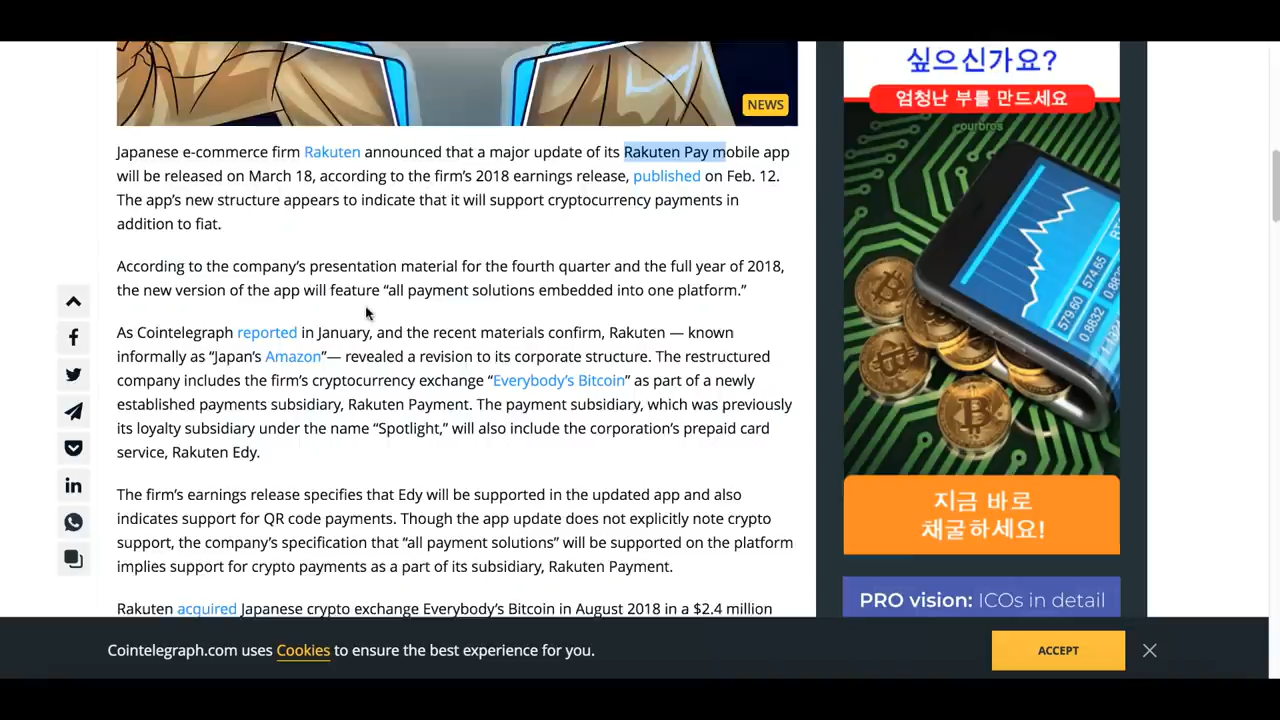 NEWS
Japanese e-commerce firm Rakuten announced that a major update of its Rakuten Pay mobile app
will be released on March 18, according to the firm’s 2018 earnings release, published on Feb. 12.
The app’s new structure appears to indicate that it will support cryptocurrency payments in
addition to fiat.
According to the company’s presentation material for the fourth quarter and the full year of 2018,
the new version of the app will feature “all payment solutions embedded into one platform.”
As Cointelegraph reported in January, and the recent materials confirm, Rakuten — known
informally as “Japan’s Amazon”— revealed a revision to its corporate structure. The restructured
company includes the firm’s cryptocurrency exchange “Everybody’s Bitcoin” as part of a newly
established payments subsidiary, Rakuten Payment. The payment subsidiary, which was previously
its loyalty subsidiary under the name “Spotlight,” will also include the corporation’s prepaid card
service, Rakuten Edy.
The firm’s earnings release specifies that Edy will be supported in the updated app and also
indicates support for QR code payments. Though the app update does not explicitly note crypto
support, the company’s specification that “all payment solutions” will be supported on the platform
implies support for crypto payments as a part of its subsidiary, Rakuten Payment.
Rakuten acquired Japanese crypto exchange Everybody’s Bitcoin in August 2018 in a $2.4 million
싶으신가요?
엄청난 부를 만드세요
ourbros
574.65
579.60
0.8832
지금 바로
채굴하세요!
PRO vision: ICOs in detail
Cointelegraph.com uses Cookies to ensure the best experience for you.
ACCEPT